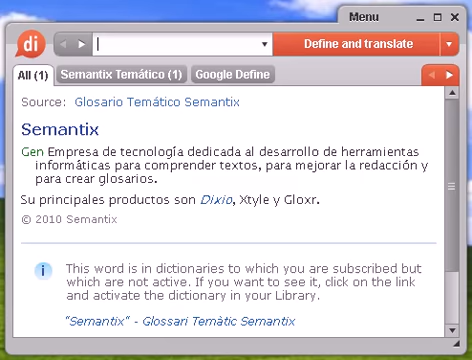 Menu
di
Define and translate
All (1) Semantix Temático (1) Google Define
Source: Glosario Temático Semantix
Semantix
Gen Empresa de tecnología dedicada al desarrollo de herramientas
informáticas para comprender textos, para mejorar la redacción y
para crear glosarios.
Su principales productos son Dixio, Xtyle y Gloxr.
© 2010 Semantix
i
This word is in dictionaries to which you are subscribed but
which are not active. If you want to see it, click on the link
and activate the dictionary in your Library.
"Semantix" - Glossari Temàtic Semantix